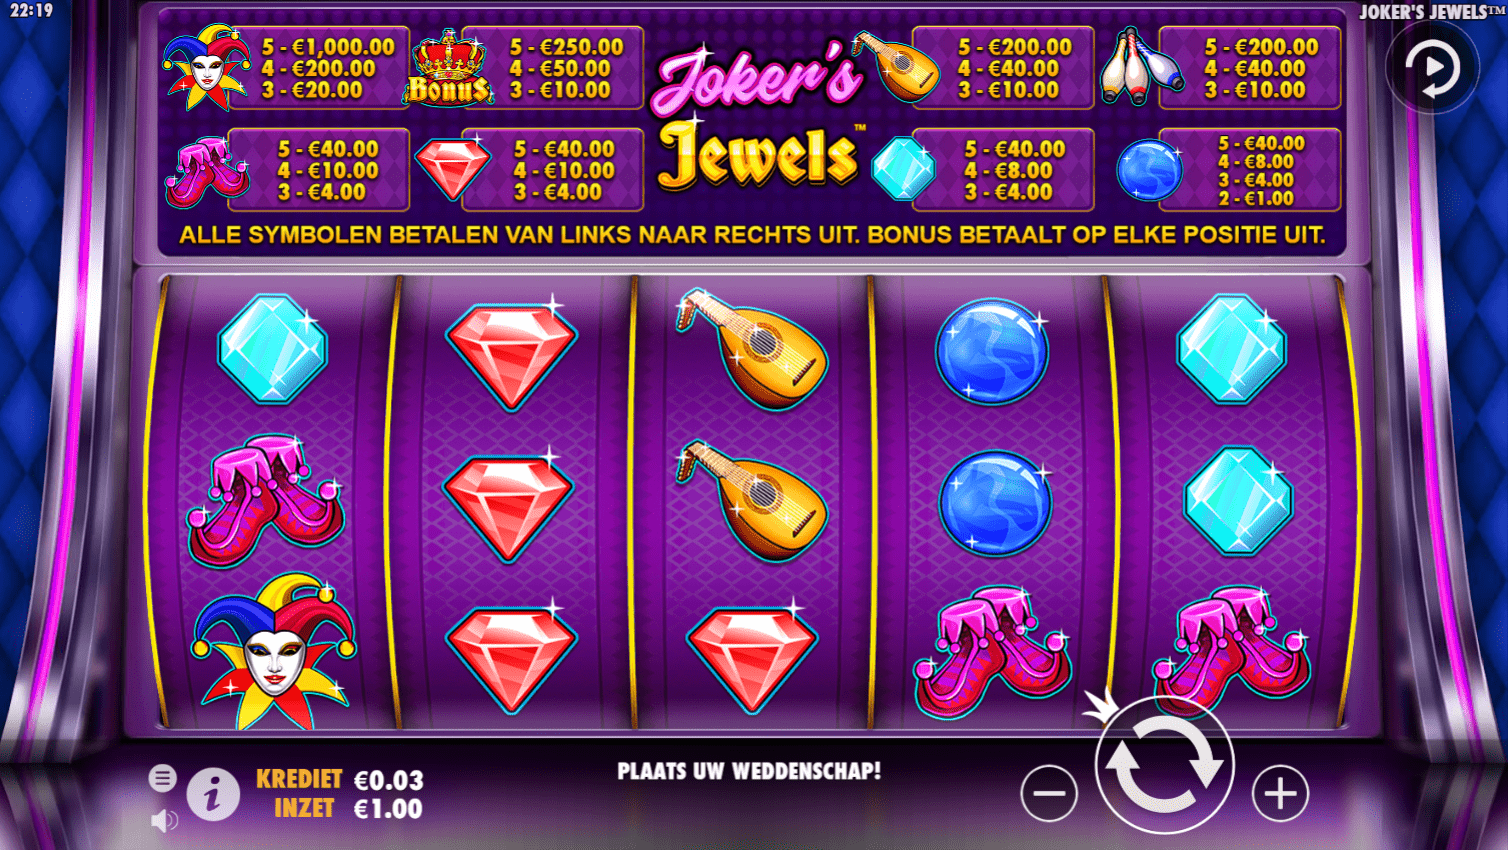 22:19
JOKER'S JEWELS™
5 - €1,000.00
4 - €200.00
3 - €20.00
Bonus
5 - €250.00
4 - €50.00
3 - €10.00
Joker's
Jewels™
5 - €200.00
4 - €40.00
3 - €10.00
5 - €200.00
4 - €40.00
3 - €10.00
5 - €40.00
4 - €10.00
3 - €4.00
5 - €40.00
4 - €10.00
3 - €4.00
5 - €40.00
4 - €8.00
3 - €4.00
5 - €40.00
4 - €8.00
3 - €4.00
2 - €1.00
ALLE SYMBOLEN BETALEN VAN LINKS NAAR RECHTS UIT. BONUS BETAALT OP ELKE POSITIE UIT.
KREDIET €0.03
INZET €1.00
PLAATS UW WEDDENSCHAP!